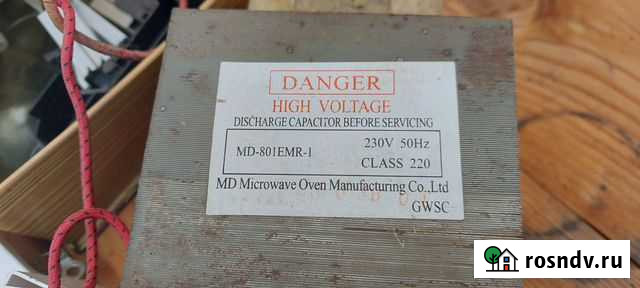 DANGER
HIGH VOLTAGE
DISCHARGE CAPACITOR BEFORE SERVICING
MD-801EMR-1 230V 50Hz
CLASS 220
MD Microwave Oven Manufacturing Co.,Ltd
GWSC
rosndv.ru